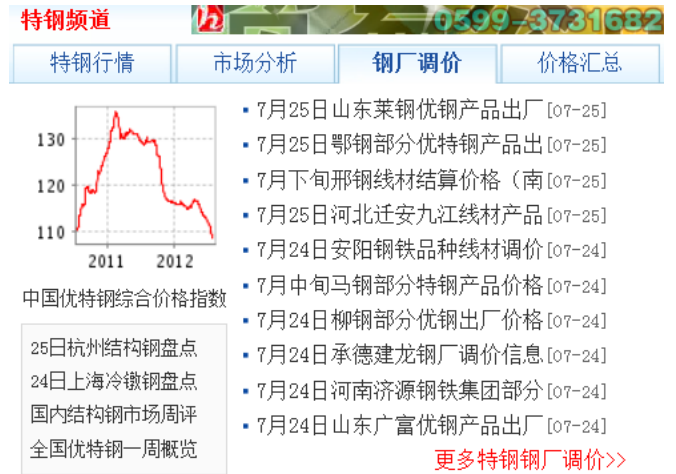 特钢频道
0599-3731682
特钢行情 市场分析 钢厂调价 价格汇总
130
120
110
2011 2012
中国优特钢综合价格指数
25日杭州结构钢盘点
24日上海冷镦钢盘点
国内结构钢市场周评
全国优特钢一周概览
7月25日山东莱钢优钢产品出厂[07-25]
7月25日鄂钢部分优特钢产品出[07-25]
7月下旬邢钢线材结算价格（南[07-25]
7月25日河北迁安九江线材产品[07-25]
7月24日安阳钢铁品种线材调价[07-24]
7月中旬马钢部分特钢产品价格[07-24]
7月24日柳钢部分优钢出厂价格[07-24]
7月24日承德建龙钢厂调价信息[07-24]
7月24日河南济源钢铁集团部分[07-24]
7月24日山东广富优钢产品出厂[07-24]
更多特钢钢厂调价>>